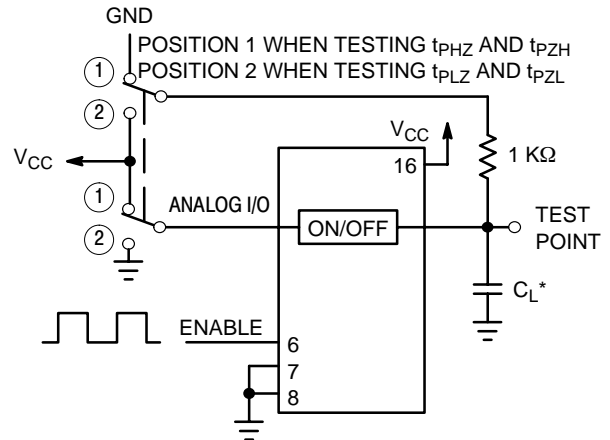 GND
POSITION 1 WHEN TESTING tPHZ AND tPZH
POSITION 2 WHEN TESTING tPLZ AND tPZL
1
2
VCC
VCC
16
1 KΩ
1
ANALOG I/O
ON/OFF
TEST
POINT
2
CL*
ENABLE
6
7
8